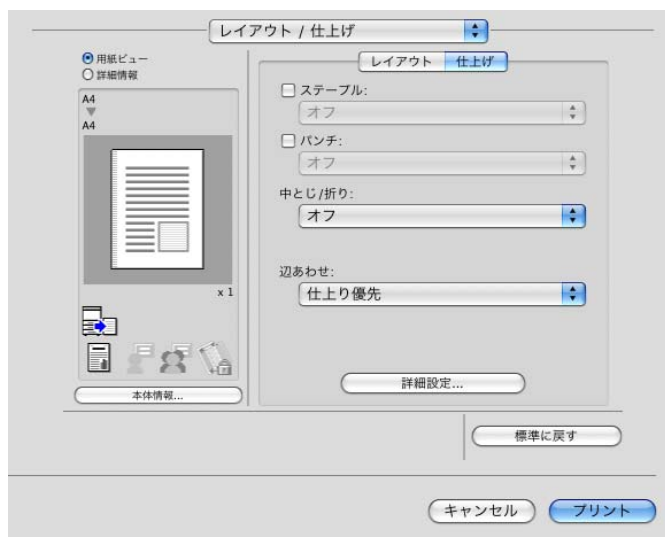 レイアウト / 仕上げ
用紙ビュー
詳細情報
A4
A4
x 1
本体情報...
レイアウト 仕上げ
ステープル:
オフ
パンチ:
オフ
中とじ/折り:
オフ
辺あわせ:
仕上り優先
詳細設定...
標準に戻す
キャンセル プリント